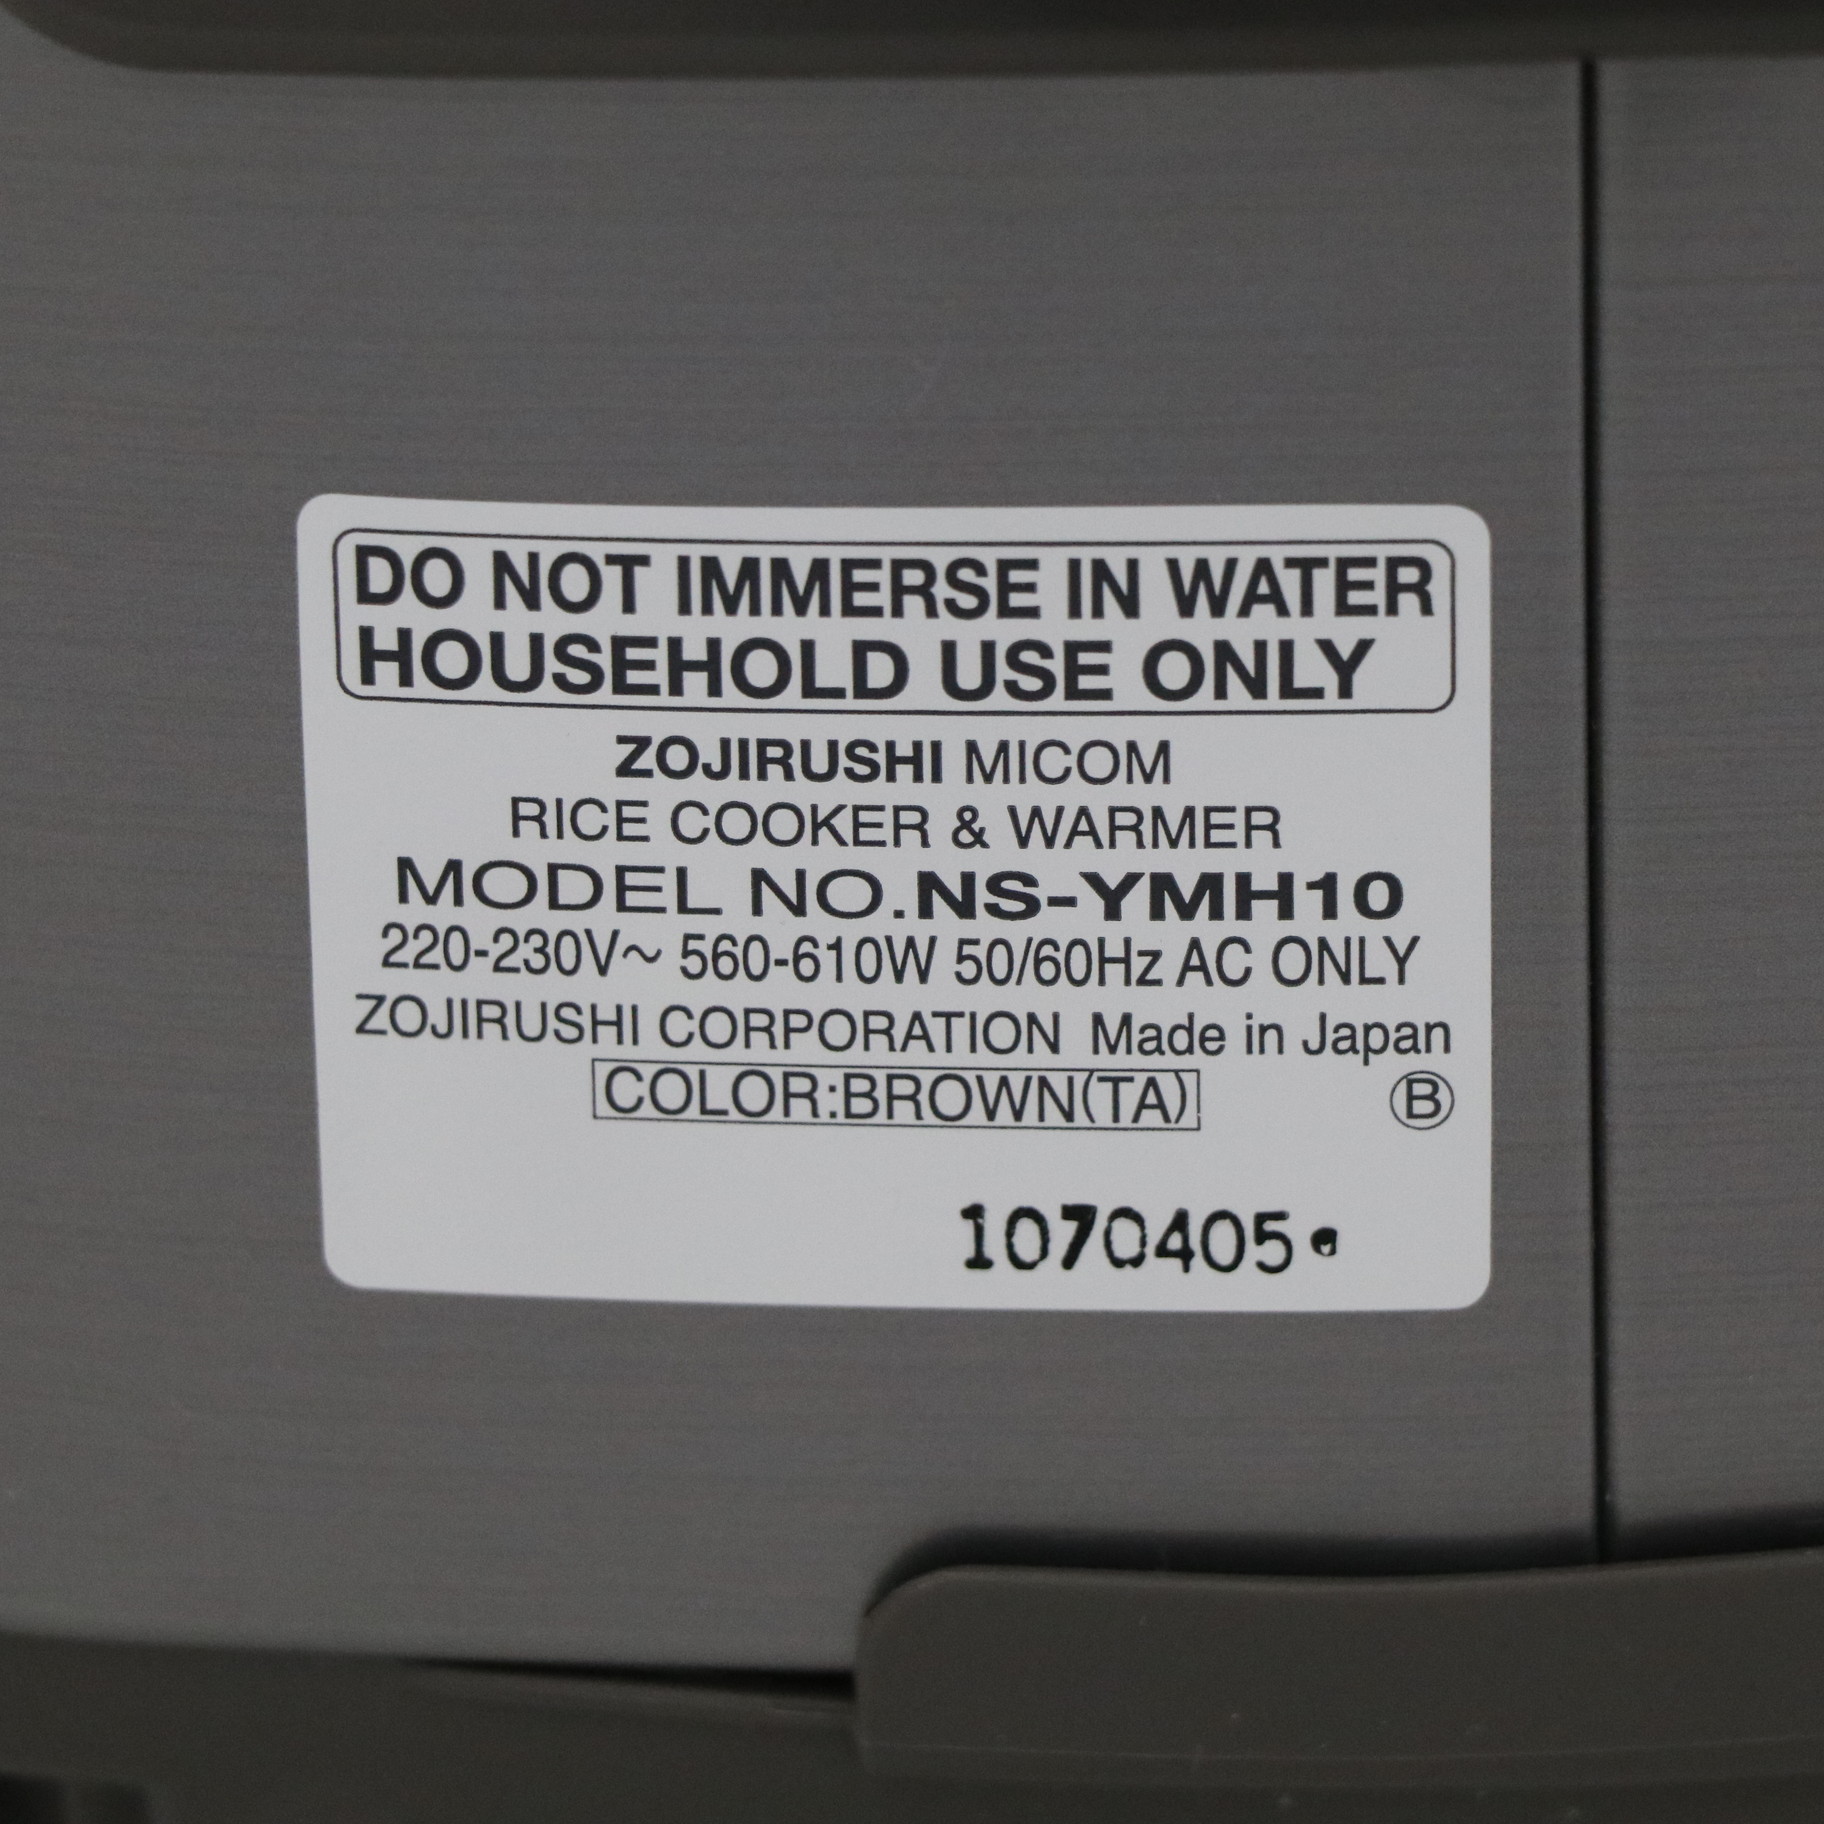 DO NOT IMMERSE IN WATER
HOUSEHOLD USE ONLY
ZOJIRUSHI MICOM
RICE COOKER & WARMER
MODEL NO.NS-YMH10
220-230V~ 560-610W 50/60Hz AC ONLY
ZOJIRUSHI CORPORATION Made in Japan
COLOR:BROWN(TA) Ⓑ
1070405